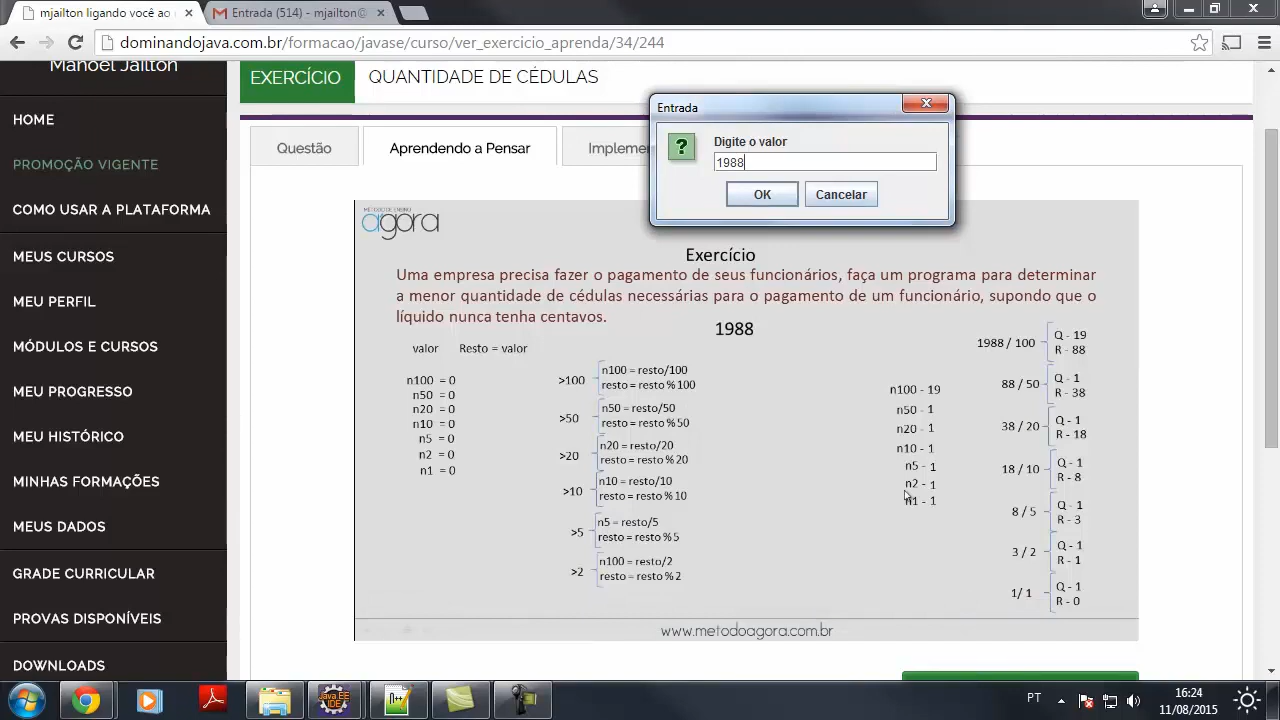 mjailton ligando você ao
Entrada (514) - mjailton@
dominandojava.com.br/formacao/javase/curso/ver_exercicio_aprenda/34/244
Manoel Jailton
HOME
PROMOÇÃO VIGENTE
COMO USAR A PLATAFORMA
MEUS CURSOS
MEU PERFIL
MÓDULOS E CURSOS
MEU PROGRESSO
MEU HISTÓRICO
MINHAS FORMAÇÕES
MEUS DADOS
GRADE CURRICULAR
PROVAS DISPONÍVEIS
DOWNLOADS
EXERCÍCIO
QUANTIDADE DE CÉDULAS
Questão
Aprendendo a Pensar
Implemen
Entrada
?
Digite o valor
1988
OK
Cancelar
MÉTODO DE ENSINO
agora
Exercício
Uma empresa precisa fazer o pagamento de seus funcionários, faça um programa para determinar
a menor quantidade de cédulas necessárias para o pagamento de um funcionário, supondo que o
líquido nunca tenha centavos.
1988
valor Resto = valor
n100 = 0
n50 = 0
n20 = 0
n10 = 0
n5 = 0
n2 = 0
n1 = 0
>100
n100 = resto/100
resto = resto %100
>50
n50 = resto/50
resto = resto %50
>20
n20 = resto/20
resto = resto %20
>10
n10 = resto/10
resto = resto %10
>5
n5 = resto/5
resto = resto %5
>2
n100 = resto/2
resto = resto %2
n100 - 19
n50 - 1
n20 - 1
n10 - 1
n5 - 1
n2 - 1
n1 - 1
1988 / 100
Q - 19
R - 88
88 / 50
Q - 1
R - 38
38 / 20
Q - 1
R - 18
18 / 10
Q - 1
R - 8
8 / 5
Q - 1
R - 3
3 / 2
Q - 1
R - 1
1/ 1
Q - 1
R - 0
www.metodoagora.com.br
Java EE
IDE
PT
16:24
11/08/2015